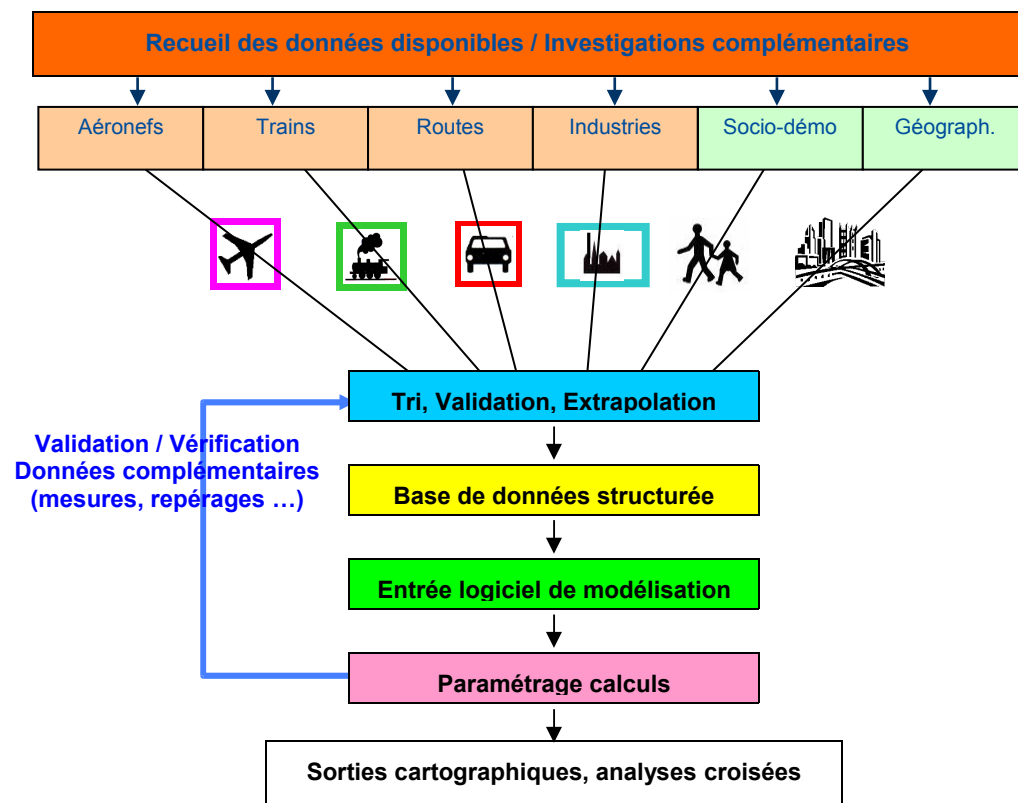 Recueil des données disponibles / Investigations complémentaires
Aéronefs
Trains
Routes
Industries
Socio-démo
Géograph.
Tri, Validation, Extrapolation
Validation / Vérification
Données complémentaires
(mesures, repérages …)
Base de données structurée
Entrée logiciel de modélisation
Paramétrage calculs
Sorties cartographiques, analyses croisées